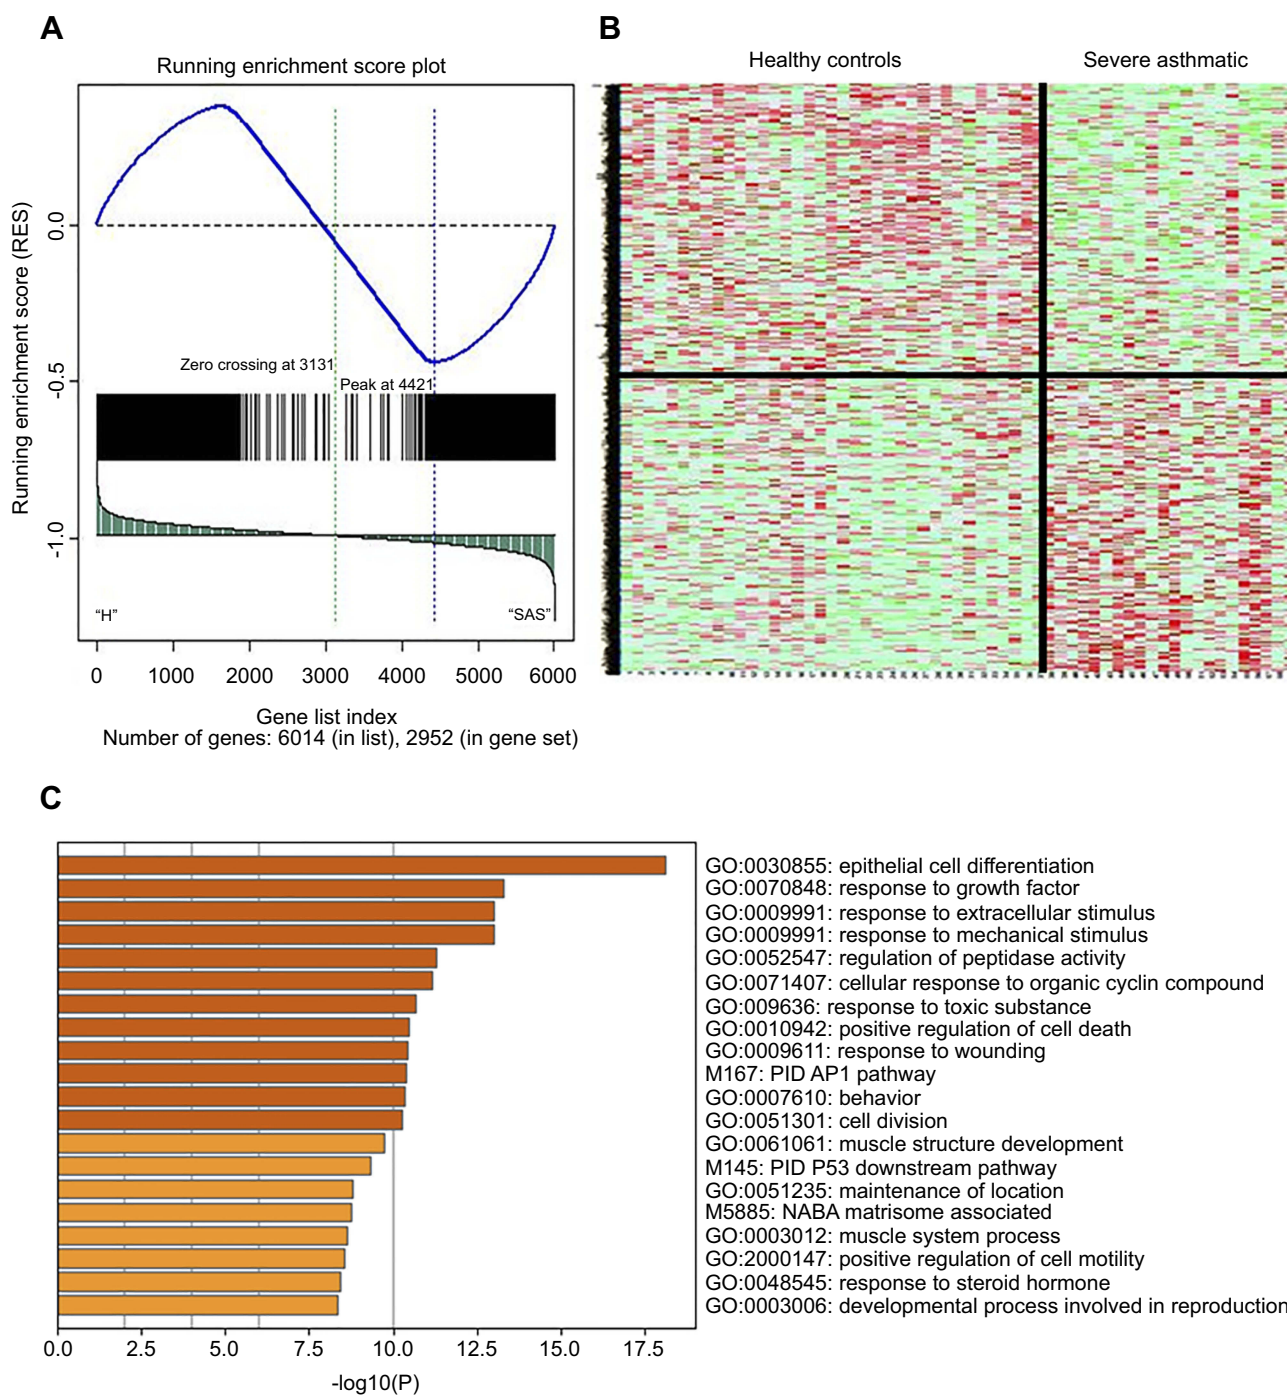 A
Running enrichment score plot
Running enrichment score (RES)
0.0
-0.5
-1.0
Zero crossing at 3131
Peak at 4421
“H”
“SAS”
0 1000 2000 3000 4000 5000 6000
Gene list index
Number of genes: 6014 (in list), 2952 (in gene set)
B
Healthy controls
Severe asthmatic
C
GO:0030855: epithelial cell differentiation
GO:0070848: response to growth factor
GO:0009991: response to extracellular stimulus
GO:0009991: response to mechanical stimulus
GO:0052547: regulation of peptidase activity
GO:0071407: cellular response to organic cyclin compound
GO:009636: response to toxic substance
GO:0010942: positive regulation of cell death
GO:0009611: response to wounding
M167: PID AP1 pathway
GO:0007610: behavior
GO:0051301: cell division
GO:0061061: muscle structure development
M145: PID P53 downstream pathway
GO:0051235: maintenance of location
M5885: NABA matrisome associated
GO:0003012: muscle system process
GO:2000147: positive regulation of cell motility
GO:0048545: response to steroid hormone
GO:0003006: developmental process involved in reproduction
0.0 2.5 5.0 7.5 10.0 12.5 15.0 17.5
-log10(P)